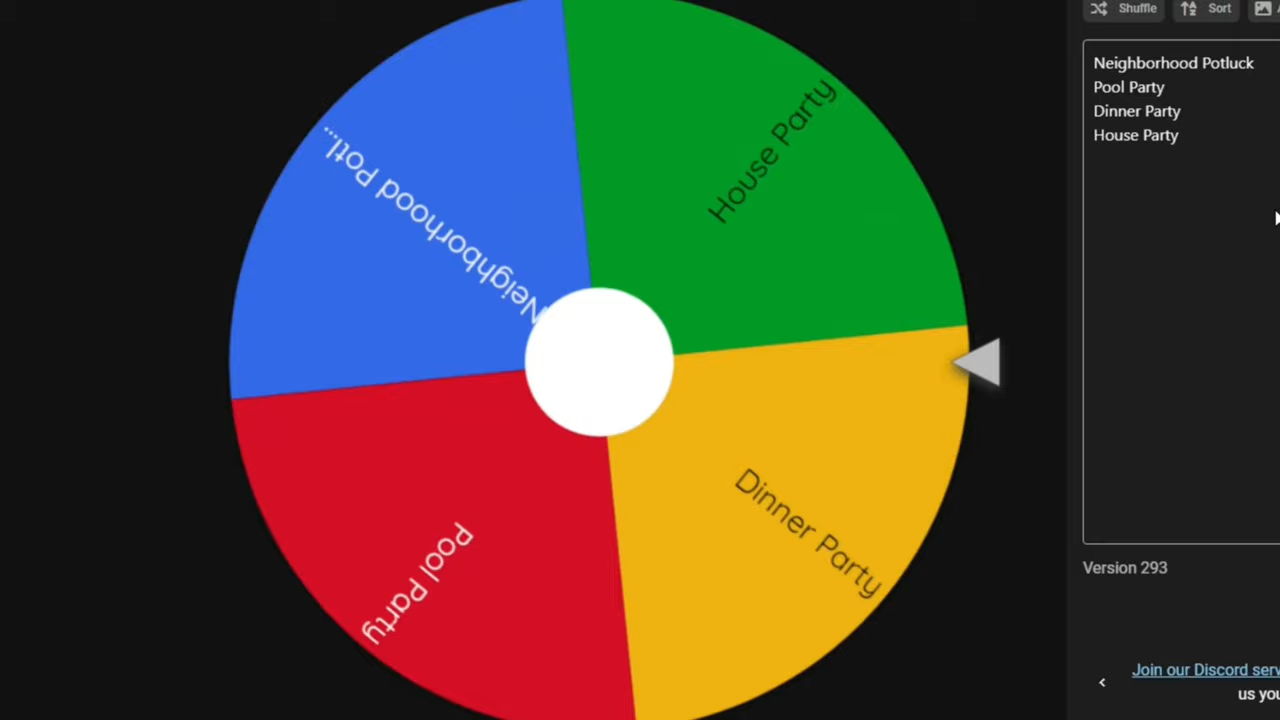 Shuffle
Sort
Neighborhood Potluck
Pool Party
Dinner Party
House Party
House Party
Neighborhood Potl...
Dinner Party
Pool Party
Version 293
Join our Discord serv
us you